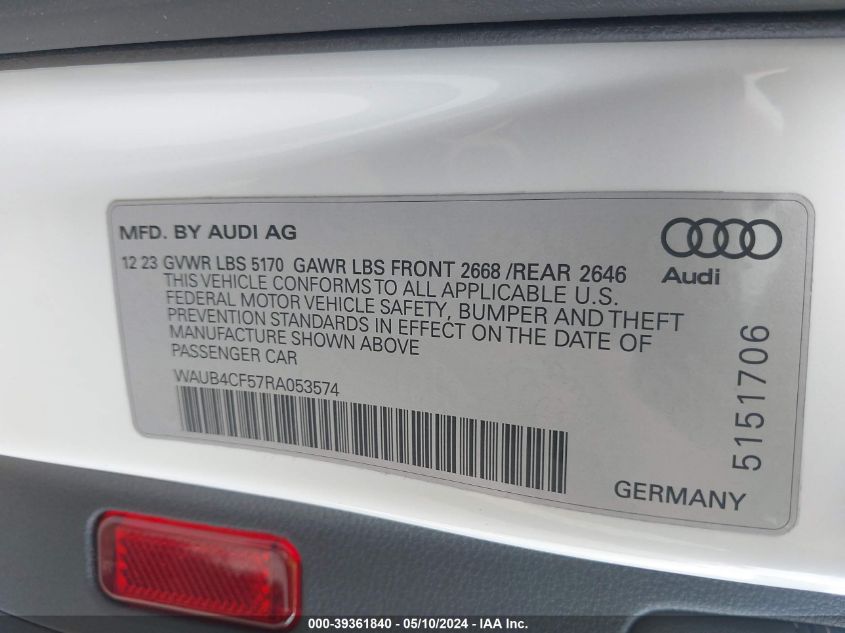 MFD. BY AUDI AG
12 23 GVWR LBS 5170 GAWR LBS FRONT 2668 /REAR 2646
THIS VEHICLE CONFORMS TO ALL APPLICABLE U.S.
FEDERAL MOTOR VEHICLE SAFETY, BUMPER AND THEFT
PREVENTION STANDARDS IN EFFECT ON THE DATE OF
MANUFACTURE SHOWN ABOVE
PASSENGER CAR
WAUB4CF57RA053574
Audi
5151706
GERMANY
000-39361840 - 05/10/2024 - IAA Inc.